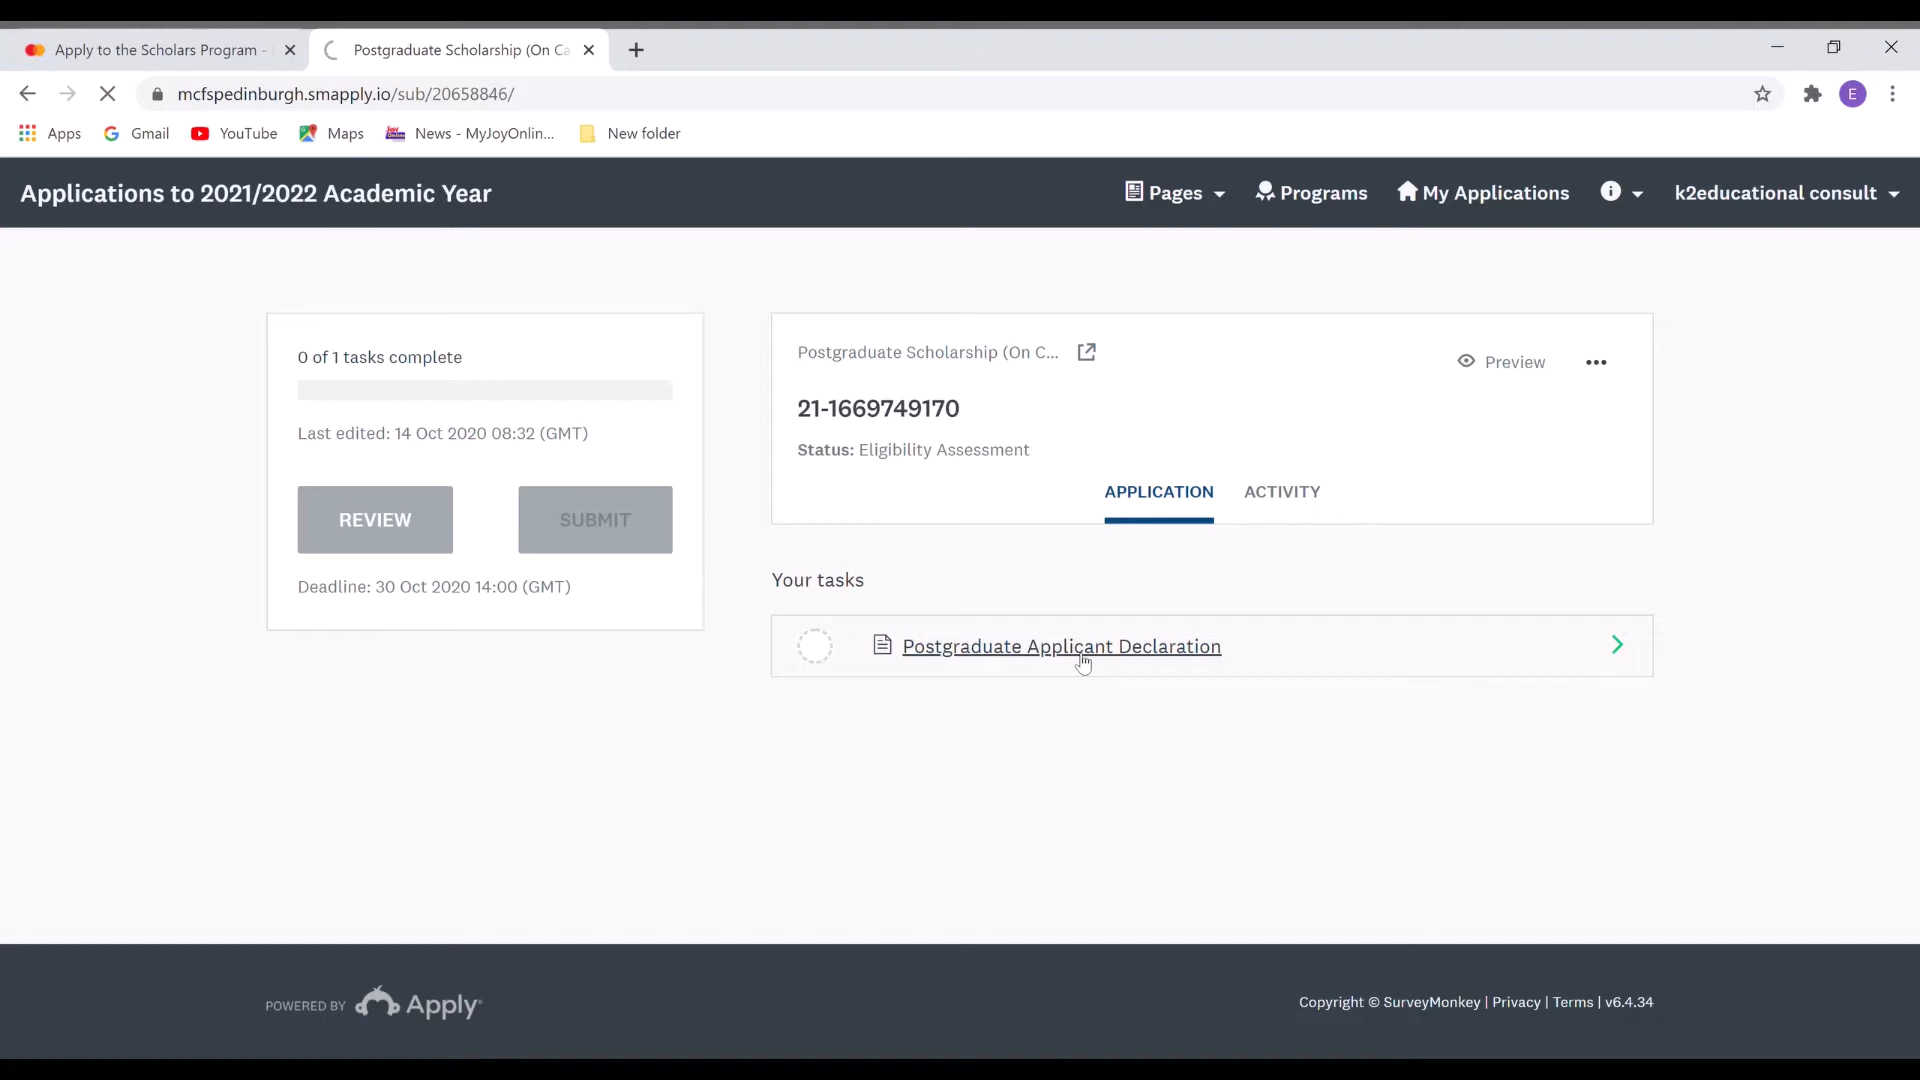 Apply to the Scholars Program -
Postgraduate Scholarship (On Ca
mcfspedinburgh.smapply.io/sub/20658846/
E
Apps
Gmail
YouTube
Maps
News - MyJoyOnlin...
New folder
Applications to 2021/2022 Academic Year
Pages
Programs
My Applications
k2educational consult
0 of 1 tasks complete
Last edited: 14 Oct 2020 08:32 (GMT)
REVIEW
SUBMIT
Deadline: 30 Oct 2020 14:00 (GMT)
Postgraduate Scholarship (On C...
Preview
21-1669749170
Status: Eligibility Assessment
APPLICATION
ACTIVITY
Your tasks
Postgraduate Applicant Declaration
POWERED BY Apply
Copyright © SurveyMonkey | Privacy | Terms | v6.4.34